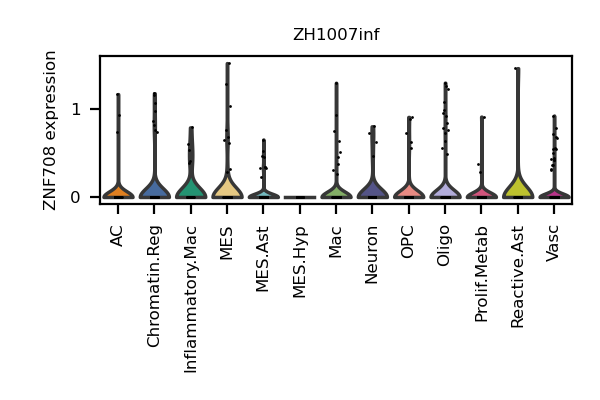 ZH1007inf
ZNF708 expression
1
0
AC
Chromatin.Reg
Inflammatory.Mac
MES
MES.Ast
MES.Hyp
Mac
Neuron
OPC
Oligo
Prolif.Metab
Reactive.Ast
Vasc